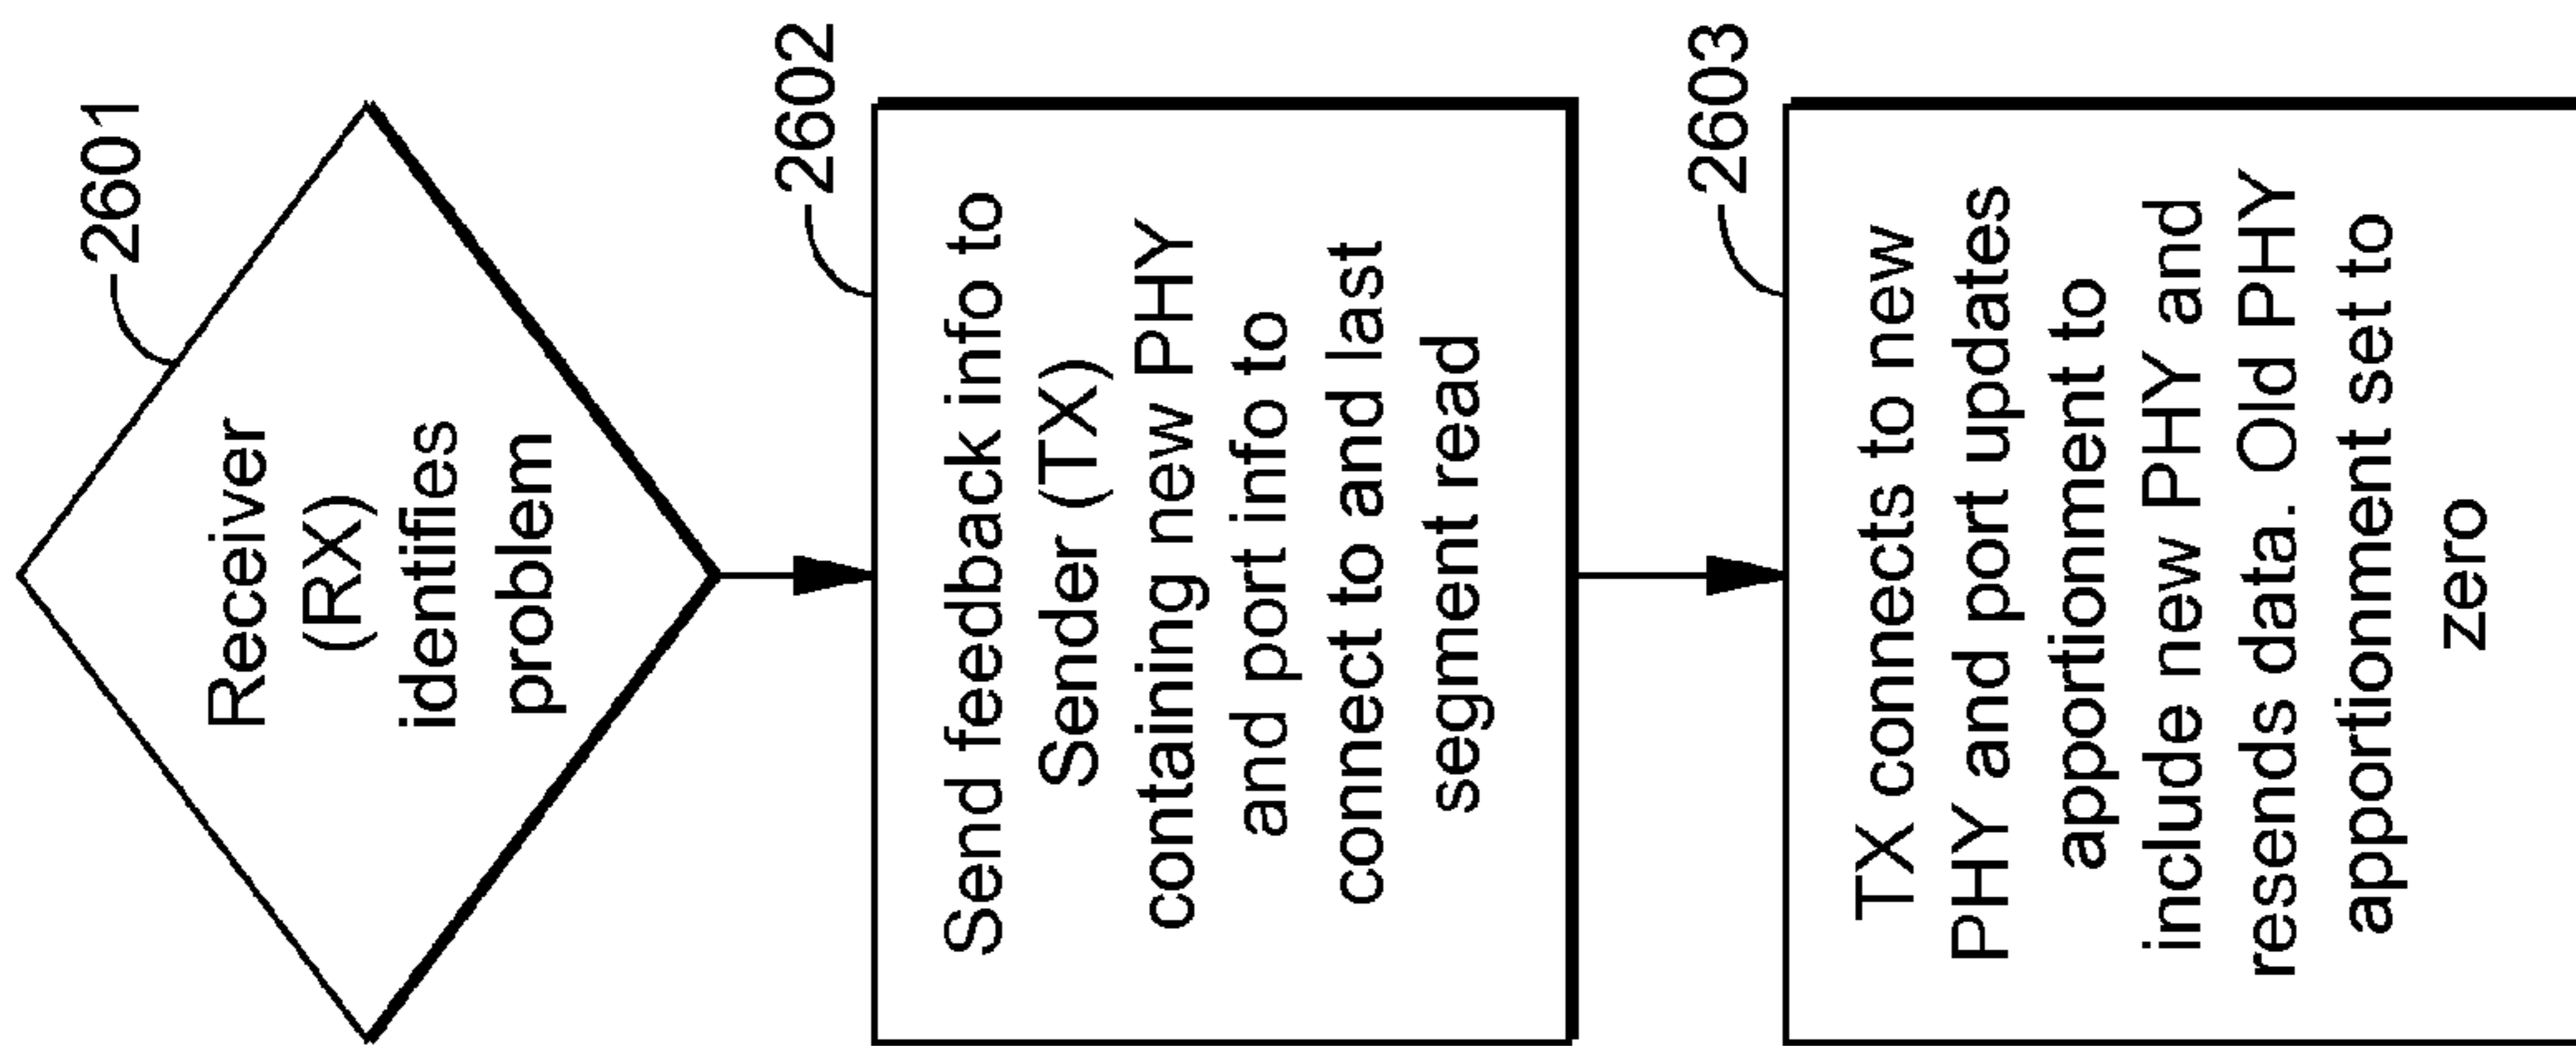 2601
Receiver
(RX)
identifies
problem
2602
Send feedback info to
Sender (TX)
containing new PHY
and port info to
connect to and last
segment read
2603
TX connects to new
PHY and port updates
apportionment to
include new PHY and
resends data. Old PHY
apportionment set to
zero